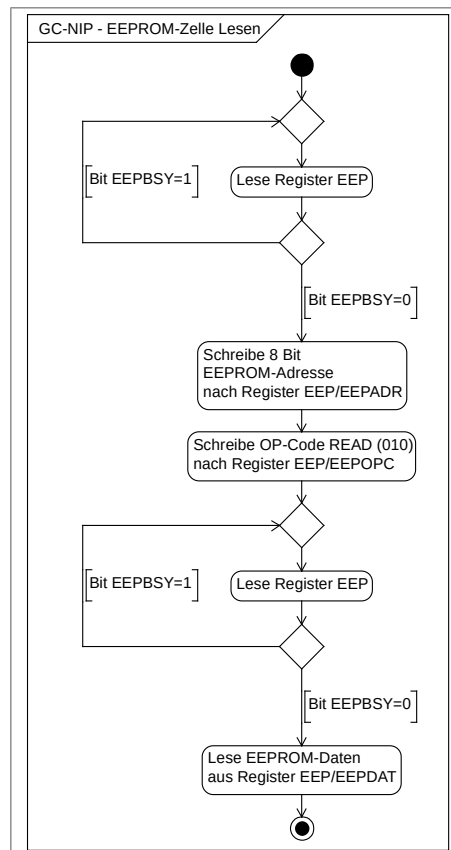 GC-NIP - EEPROM-Zelle Lesen
Bit EEPBSY=1
Lese Register EEP
Bit EEPBSY=0
Schreibe 8 Bit
EEPROM-Adresse
nach Register EEP/EEPADR
Schreibe OP-Code READ (010)
nach Register EEP/EEPOPC
Bit EEPBSY=1
Lese Register EEP
Bit EEPBSY=0
Lese EEPROM-Daten
aus Register EEP/EEPDAT